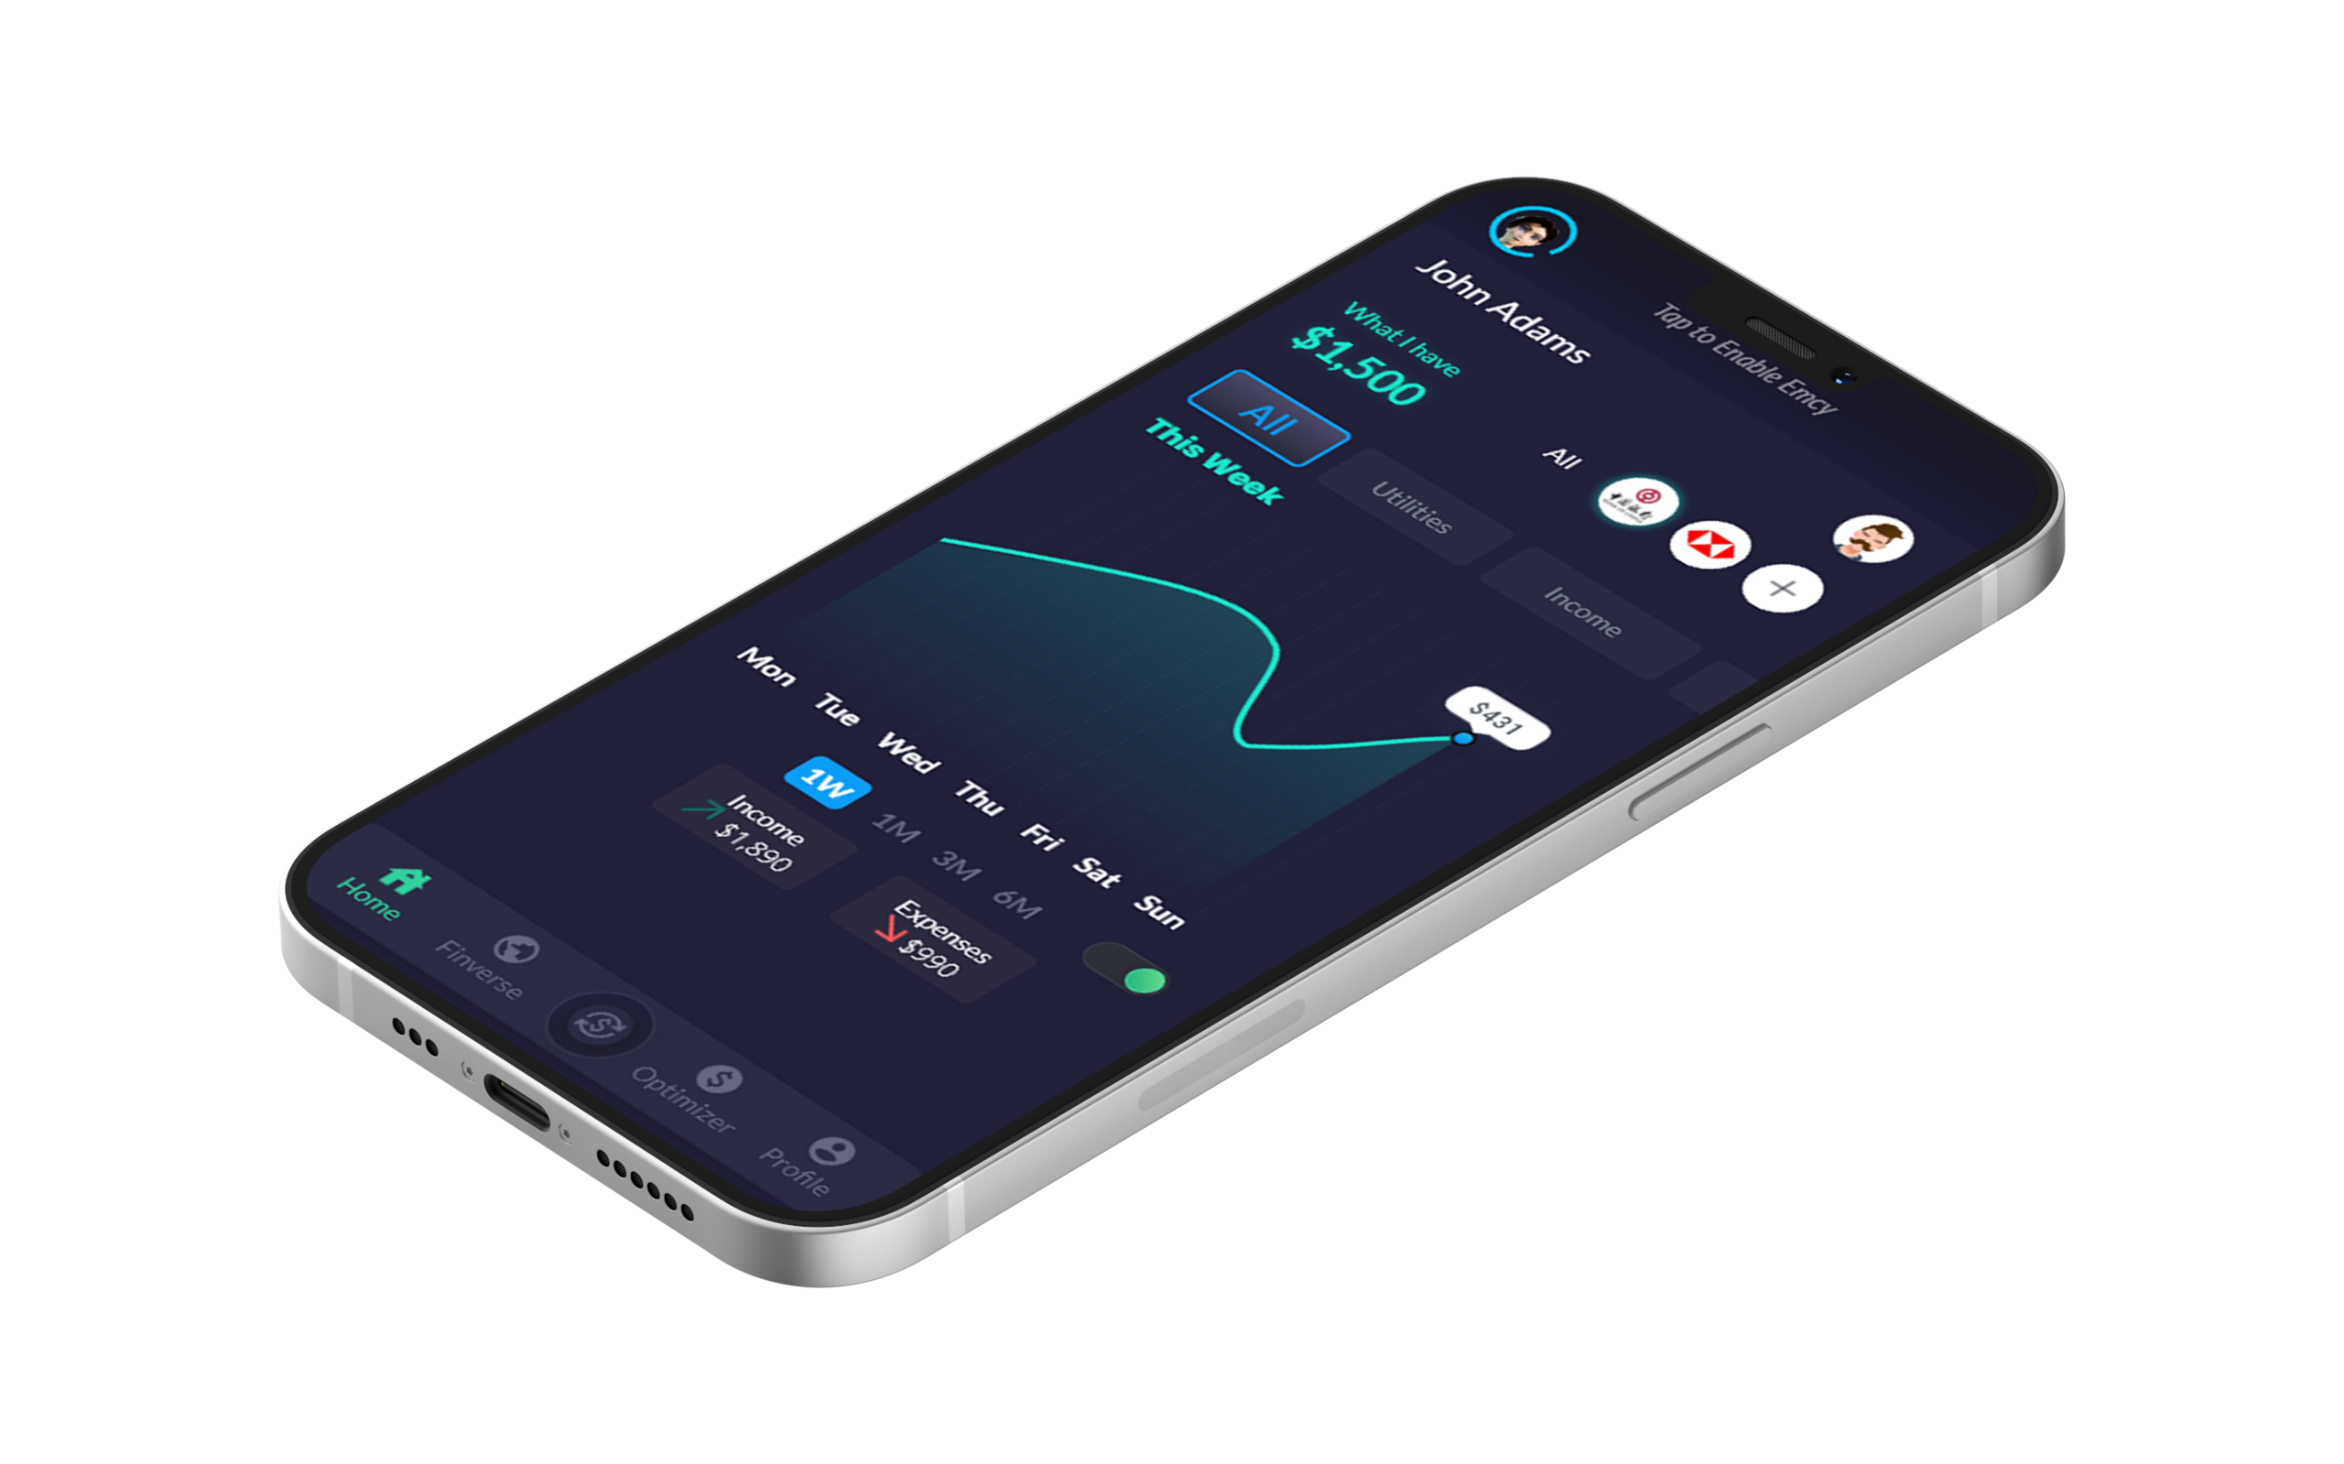 Tap to Enable Emcy
John Adams
What I have
$1,500
All
All
Utilities
Income
This Week
$431
Mon Tue Wed Thu Fri Sat Sun
1W 1M 3M 6M
Income
$1,890
Expenses
$990
Home
Finverse
Optimizer
Profile